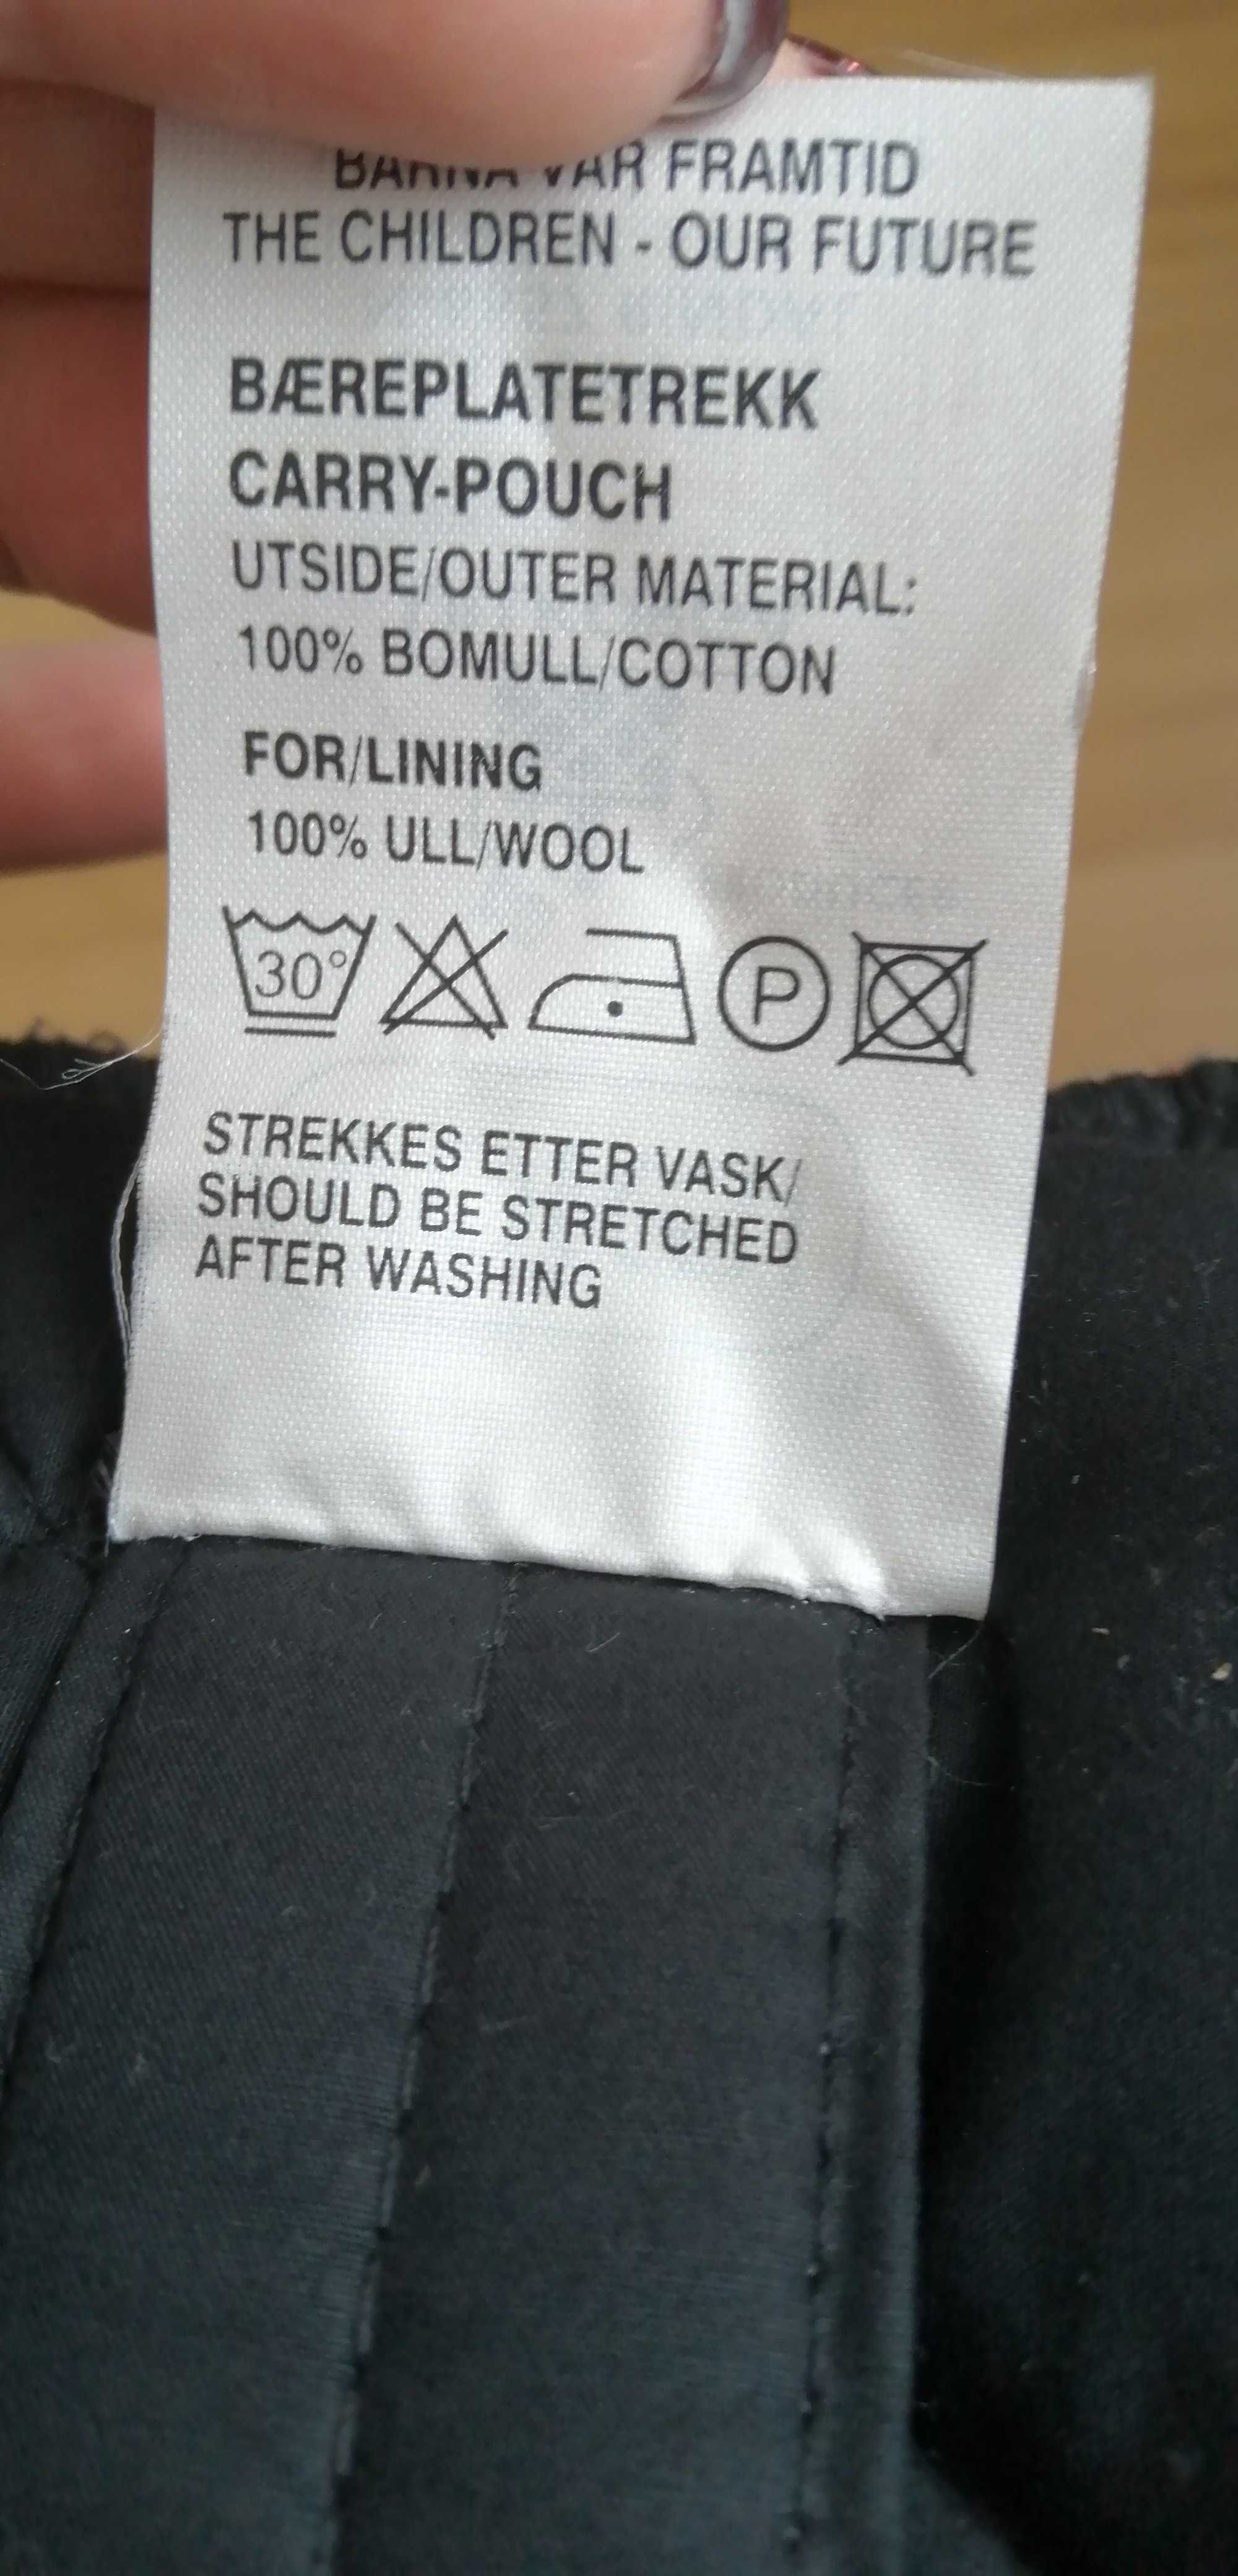 BARNA VÅR FRAMTID
THE CHILDREN - OUR FUTURE
BÆREPLATETREKK
CARRY-POUCH
UTSIDE/OUTER MATERIAL:
100% BOMULL/COTTON
FOR/LINING
100% ULL/WOOL
30° P
STREKKES ETTER VASK/
SHOULD BE STRETCHED
AFTER WASHING